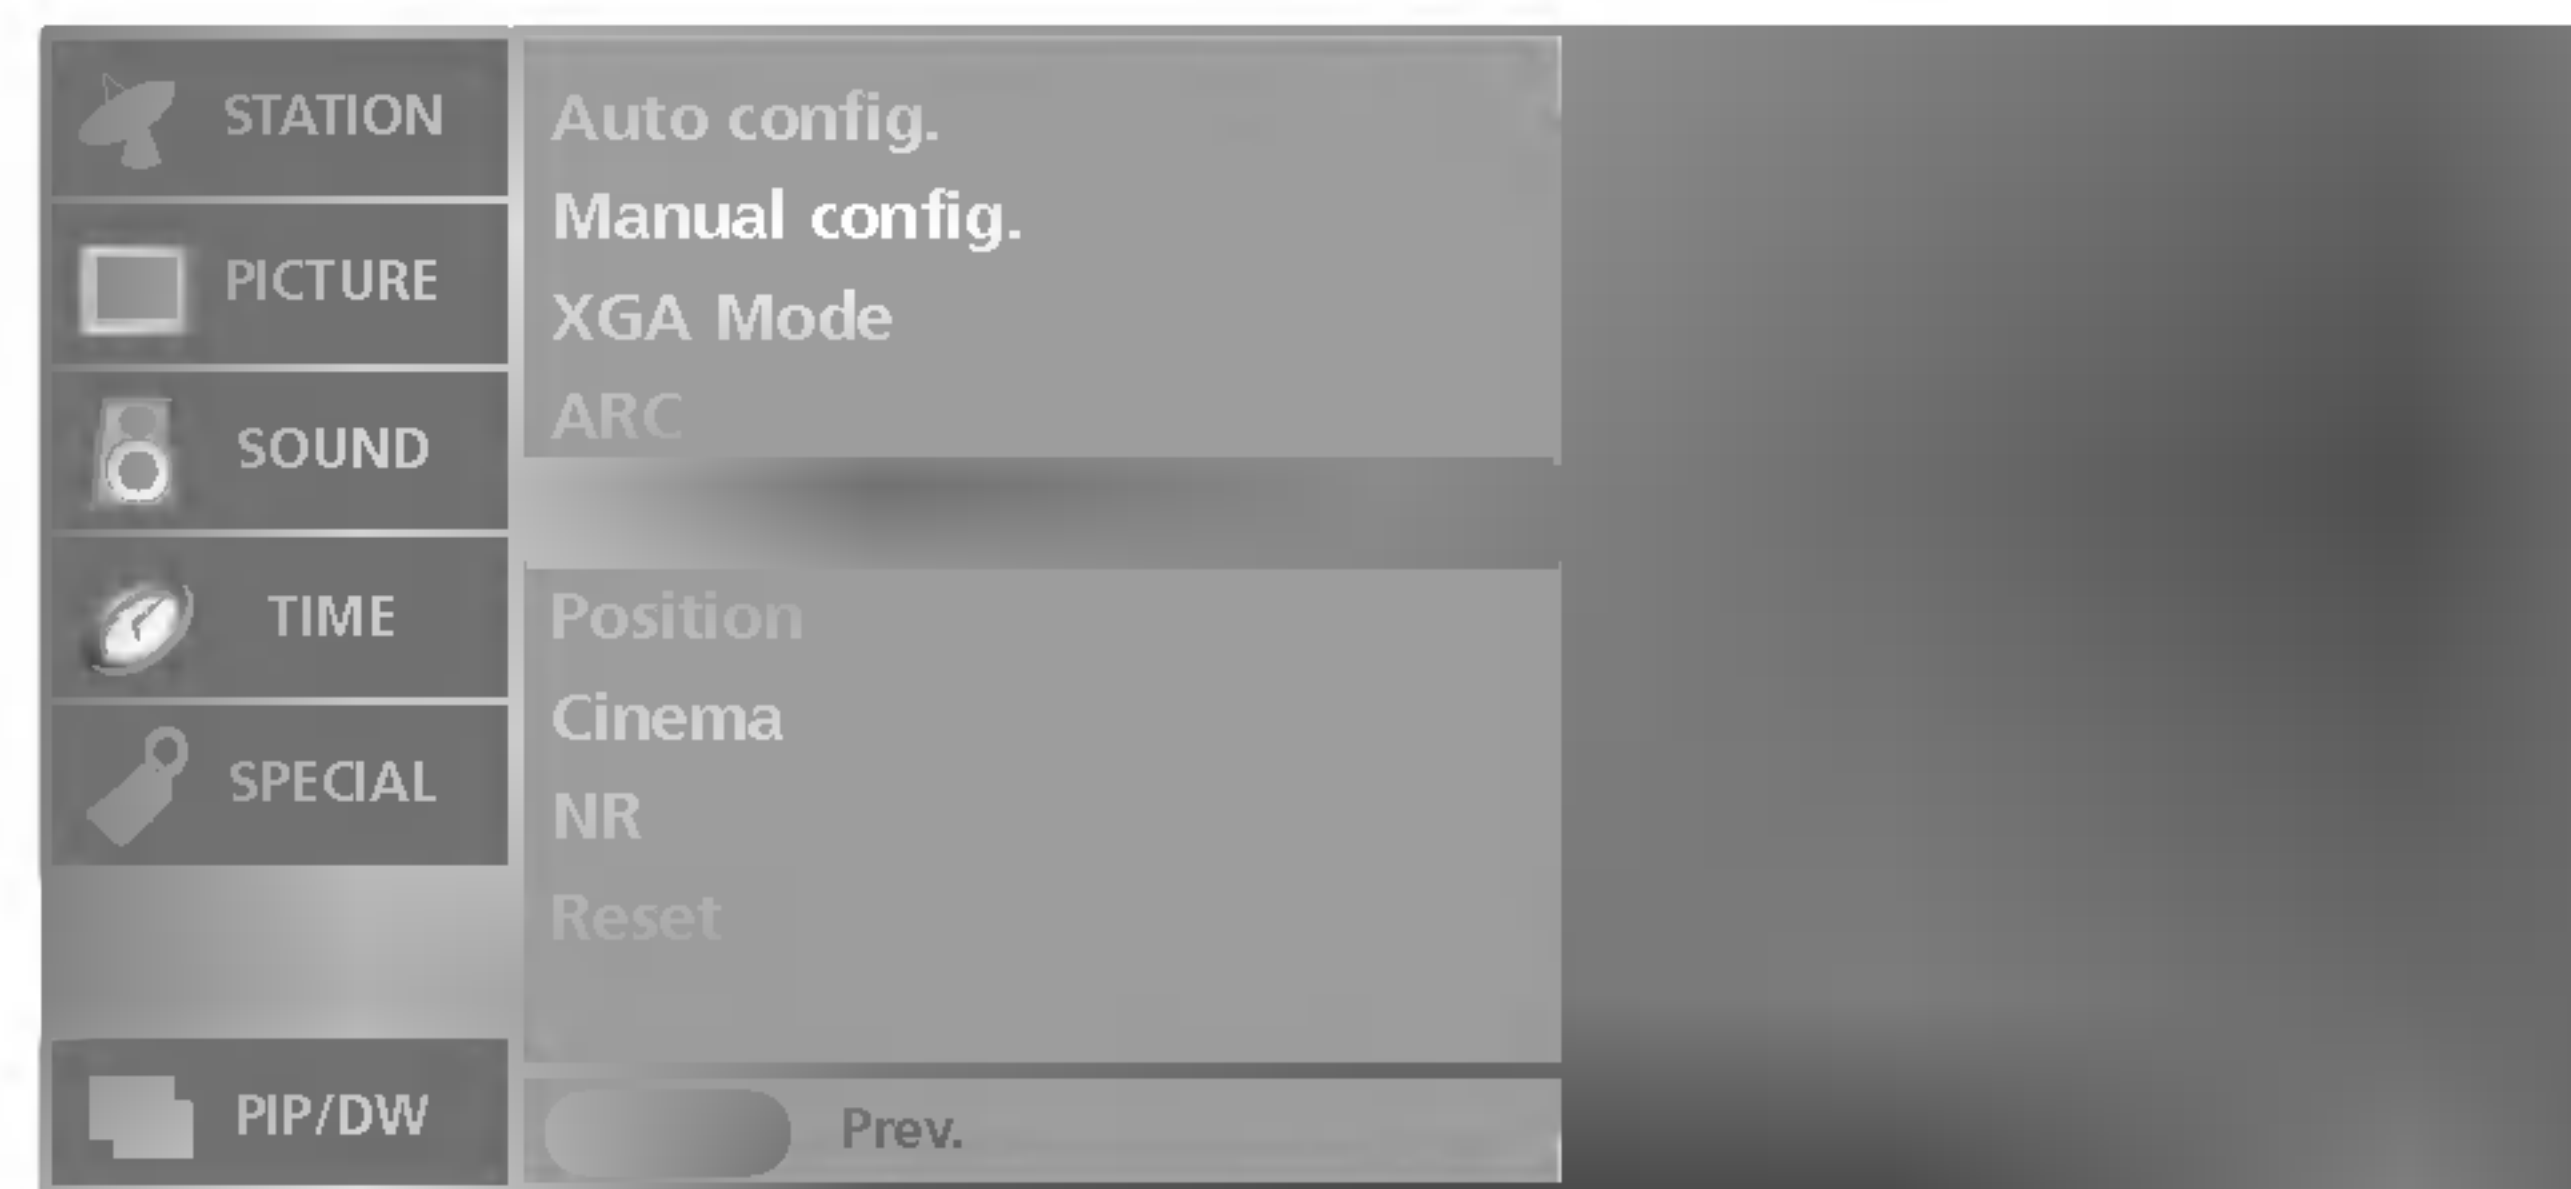 STATION
PICTURE
SOUND
TIME
SPECIAL
PIP/DW
Auto config.
Manual config.
XGA Mode
ARC
Position
Cinema
NR
Reset
Prev.